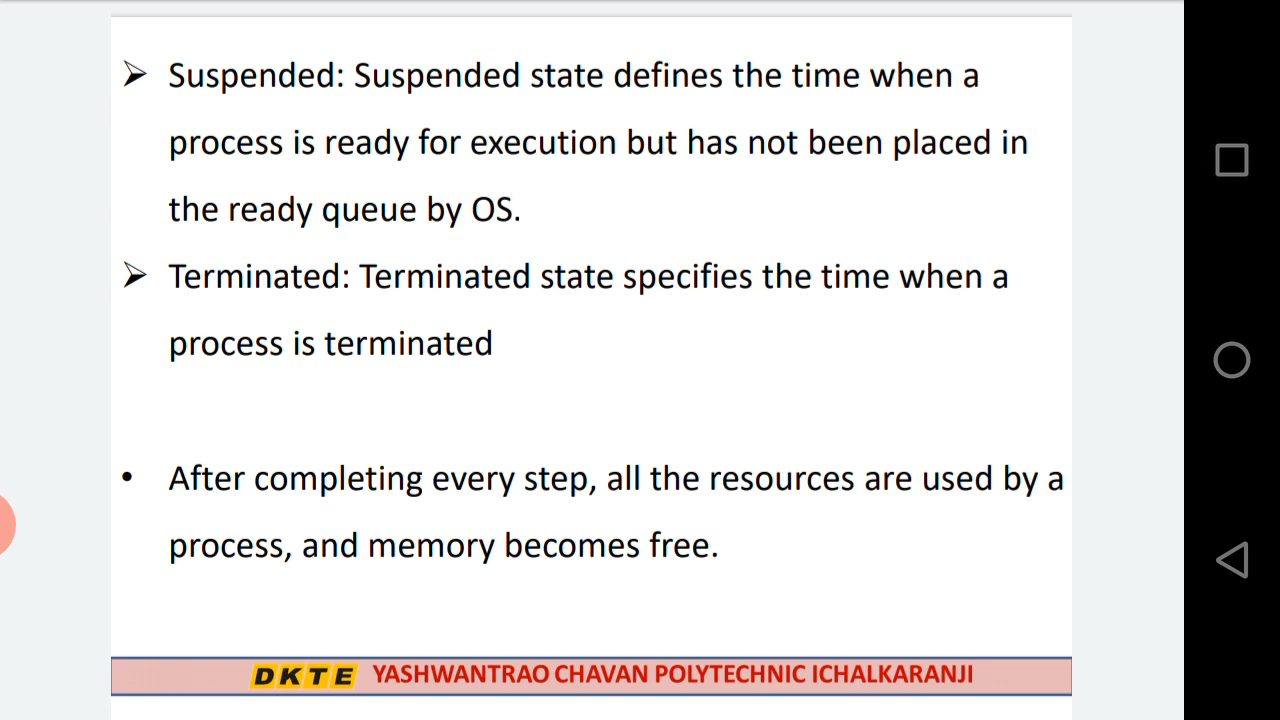 ➢ Suspended: Suspended state defines the time when a
process is ready for execution but has not been placed in
the ready queue by OS.
➢ Terminated: Terminated state specifies the time when a
process is terminated
• After completing every step, all the resources are used by a
process, and memory becomes free.
DKTE YASHWANTRAO CHAVAN POLYTECHNIC ICHALKARANJI